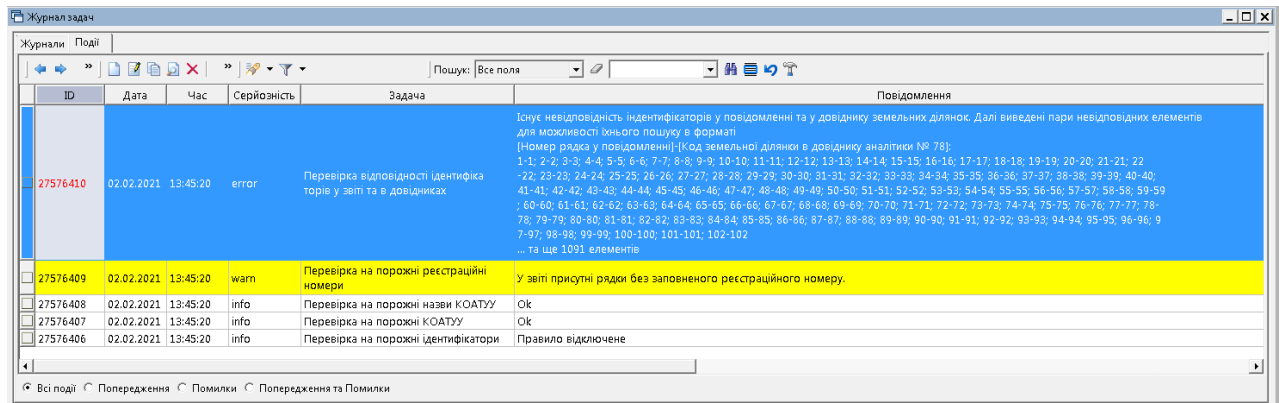 Журнал задач
Журнали Події
Пошук: Все поля
ID Дата Час Серйозність Задача Повідомлення
27576410 02.02.2021 13:45:20 error Перевірка відповідності ідентифіка
торів у звіті та в довідниках
Існує невідповідність індентифікаторів у повідомленні та у довіднику земельних ділянок. Далі виведені пари невідповідних елементів
для можливості їхнього пошуку в форматі
[Номер рядка у повідомленні]-[Код земельної ділянки в довіднику аналітики № 78]:
1-1; 2-2; 3-3; 4-4; 5-5; 6-6; 7-7; 8-8; 9-9; 10-10; 11-11; 12-12; 13-13; 14-14; 15-15; 16-16; 17-17; 18-18; 19-19; 20-20; 21-21; 22
-22; 23-23; 24-24; 25-25; 26-26; 27-27; 28-28; 29-29; 30-30; 31-31; 32-32; 33-33; 34-34; 35-35; 36-36; 37-37; 38-38; 39-39; 40-40;
41-41; 42-42; 43-43; 44-44; 45-45; 46-46; 47-47; 48-48; 49-49; 50-50; 51-51; 52-52; 53-53; 54-54; 55-55; 56-56; 57-57; 58-58; 59-59
; 60-60; 61-61; 62-62; 63-63; 64-64; 65-65; 66-66; 67-67; 68-68; 69-69; 70-70; 71-71; 72-72; 73-73; 74-74; 75-75; 76-76; 77-77; 78-
78; 79-79; 80-80; 81-81; 82-82; 83-83; 84-84; 85-85; 86-86; 87-87; 88-88; 89-89; 90-90; 91-91; 92-92; 93-93; 94-94; 95-95; 96-96; 9
7-97; 98-98; 99-99; 100-100; 101-101; 102-102
... та ще 1091 елементів
27576409 02.02.2021 13:45:20 warn Перевірка на порожні реєстраційні
номери
У звіті присутні рядки без заповненого реєстраційного номеру.
27576408 02.02.2021 13:45:20 info Перевірка на порожні назви КОАТУУ Ok
27576407 02.02.2021 13:45:20 info Перевірка на порожні КОАТУУ Ok
27576406 02.02.2021 13:45:20 info Перевірка на порожні ідентифікатори Правило відключене
Всі події Попередження Помилки Попередження та Помилки